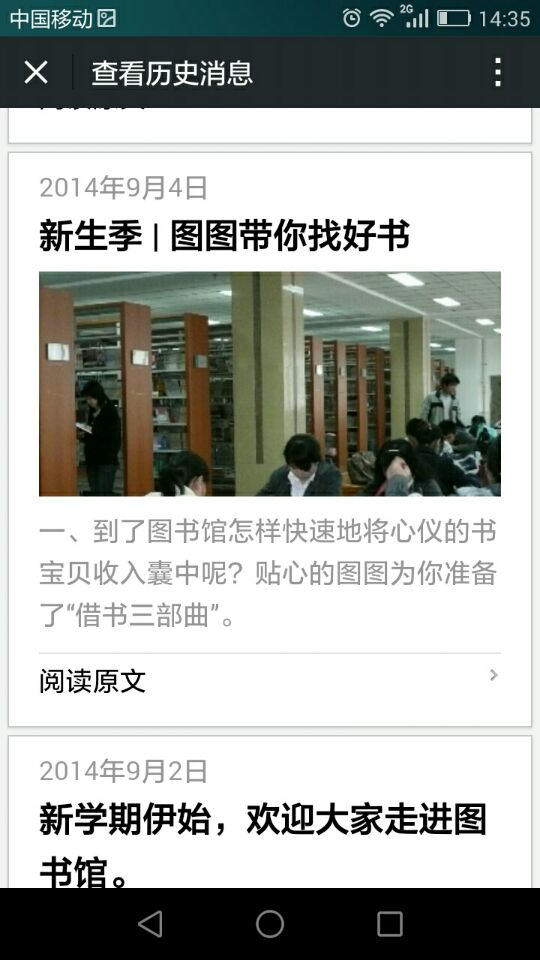 中国移动 2G 14:35
查看历史消息
2014年9月4日
新生季 | 图图带你找好书
一、到了图书馆怎样快速地将心仪的书
宝贝收入囊中呢？贴心的图图为你准备
了“借书三部曲”。
阅读原文
2014年9月2日
新学期伊始，欢迎大家走进图
书馆。